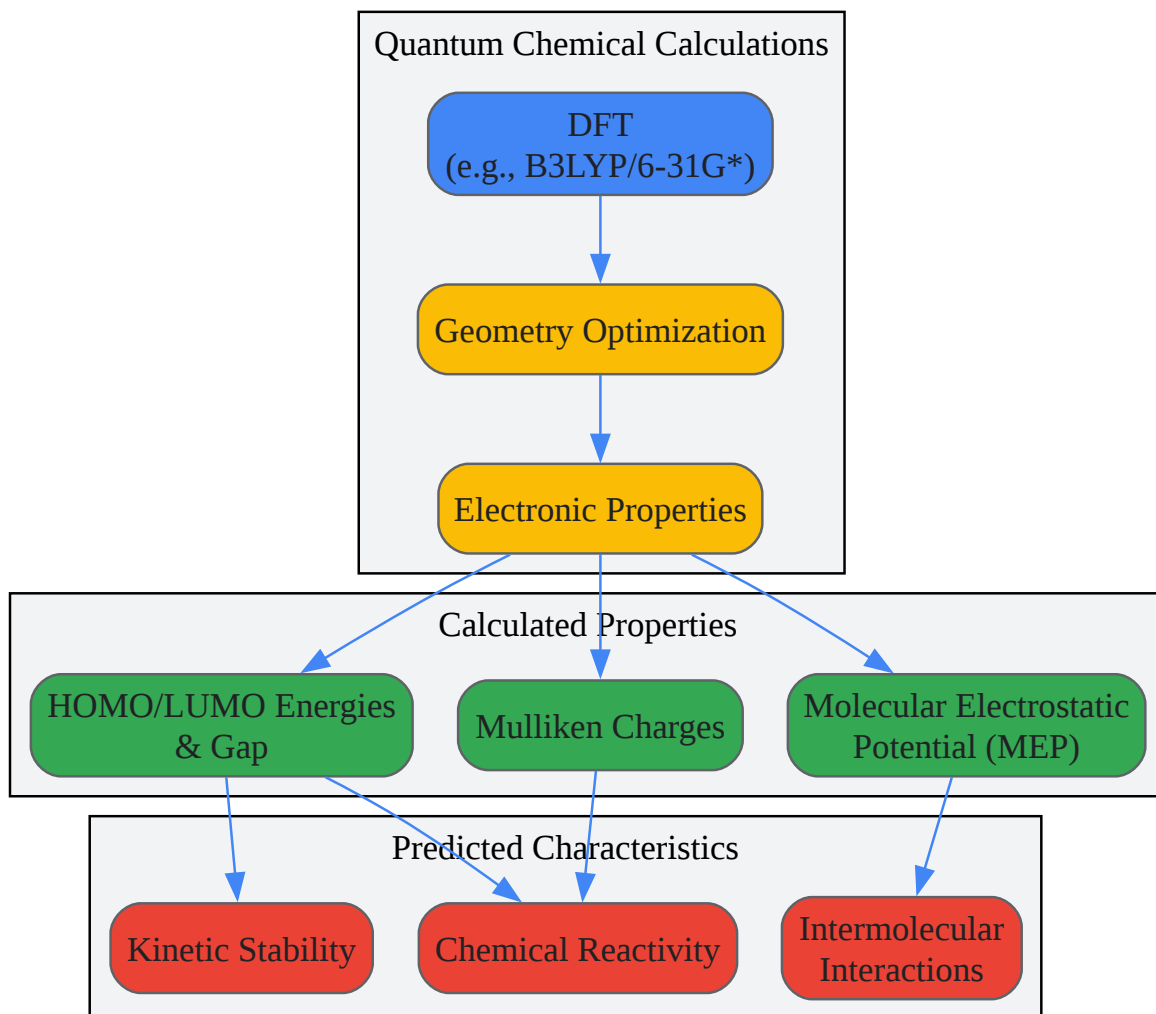 Quantum Chemical Calculations
DFT
(e.g., B3LYP/6-31G*)
Geometry Optimization
Electronic Properties
Calculated Properties
HOMO/LUMO Energies
& Gap
Mulliken Charges
Molecular Electrostatic
Potential (MEP)
Predicted Characteristics
Kinetic Stability
Chemical Reactivity
Intermolecular
Interactions